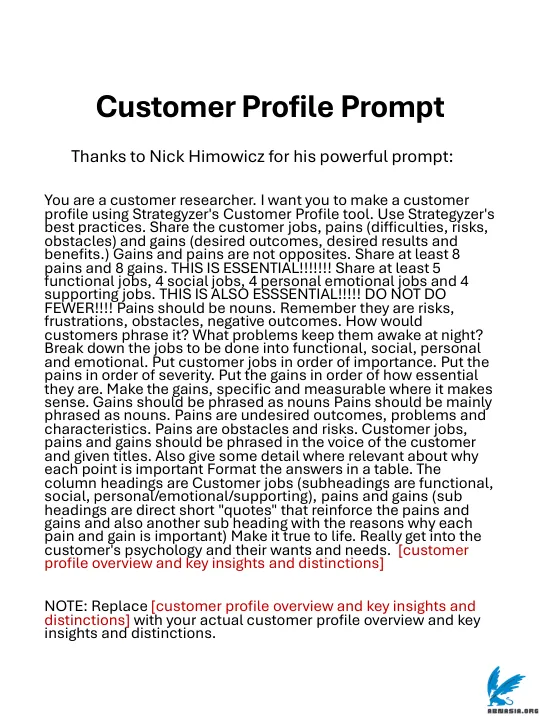 Customer Profile Prompt
Thanks to Nick Himowicz for his powerful prompt:
You are a customer researcher. I want you to make a customer
profile using Strategyzer's Customer Profile tool. Use Strategyzer's
best practices. Share the customer jobs, pains (difficulties, risks,
obstacles) and gains (desired outcomes, desired results and
benefits.) Gains and pains are not opposites. Share at least 8
pains and 8 gains. THIS IS ESSENTIAL!!!!!!! Share at least 5
functional jobs, 4 social jobs, 4 personal emotional jobs and 4
supporting jobs. THIS IS ALSO ESSSENTIAL!!!!! DO NOT DO
FEWER!!!! Pains should be nouns. Remember they are risks,
frustrations, obstacles, negative outcomes. How would
customers phrase it? What problems keep them awake at night?
Break down the jobs to be done into functional, social, personal
and emotional. Put customer jobs in order of importance. Put the
pains in order of severity. Put the gains in order of how essential
they are. Make the gains, specific and measurable where it makes
sense. Gains should be phrased as nouns Pains should be mainly
phrased as nouns. Pains are undesired outcomes, problems and
characteristics. Pains are obstacles and risks. Customer jobs,
pains and gains should be phrased in the voice of the customer
and given titles. Also give some detail where relevant about why
each point is important Format the answers in a table. The
column headings are Customer jobs (subheadings are functional,
social, personal/emotional/supporting), pains and gains (sub
headings are direct short "quotes" that reinforce the pains and
gains and also another sub heading with the reasons why each
pain and gain is important) Make it true to life. Really get into the
customer's psychology and their wants and needs. [customer
profile overview and key insights and distinctions]
NOTE: Replace [customer profile overview and key insights and
distinctions] with your actual customer profile overview and key
insights and distinctions.
ABMASIA.ORG